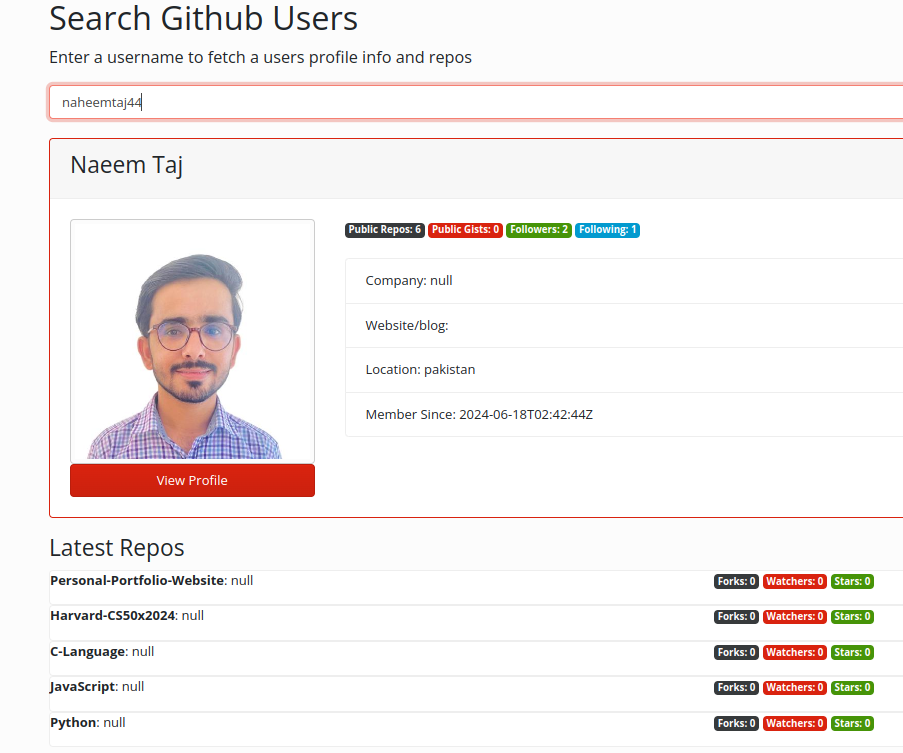 Search Github Users
Enter a username to fetch a users profile info and repos
naheemtaj44
Naeem Taj
Public Repos: 6 Public Gists: 0 Followers: 2 Following: 1
Company: null
Website/blog:
Location: pakistan
Member Since: 2024-06-18T02:42:44Z
View Profile
Latest Repos
Personal-Portfolio-Website: null Forks: 0 Watchers: 0 Stars: 0
Harvard-CS50x2024: null Forks: 0 Watchers: 0 Stars: 0
C-Language: null Forks: 0 Watchers: 0 Stars: 0
JavaScript: null Forks: 0 Watchers: 0 Stars: 0
Python: null Forks: 0 Watchers: 0 Stars: 0